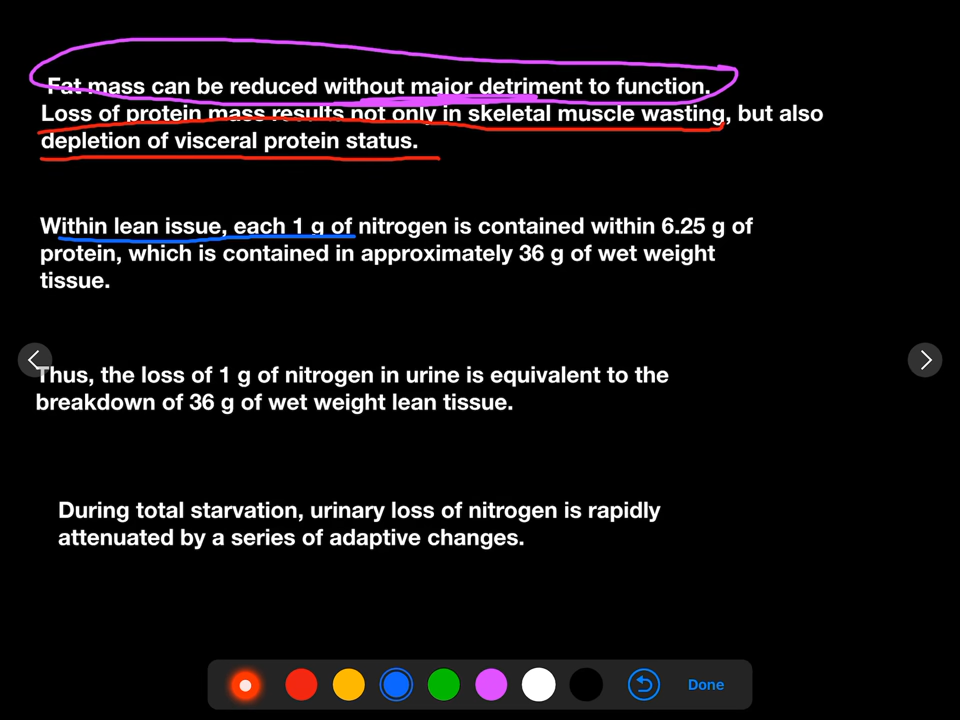 Fat mass can be reduced without major detriment to function.
Loss of protein mass results not only in skeletal muscle wasting, but also
depletion of visceral protein status.
Within lean issue, each 1 g of nitrogen is contained within 6.25 g of
protein, which is contained in approximately 36 g of wet weight
tissue.
Thus, the loss of 1 g of nitrogen in urine is equivalent to the
breakdown of 36 g of wet weight lean tissue.
During total starvation, urinary loss of nitrogen is rapidly
attenuated by a series of adaptive changes.
Done